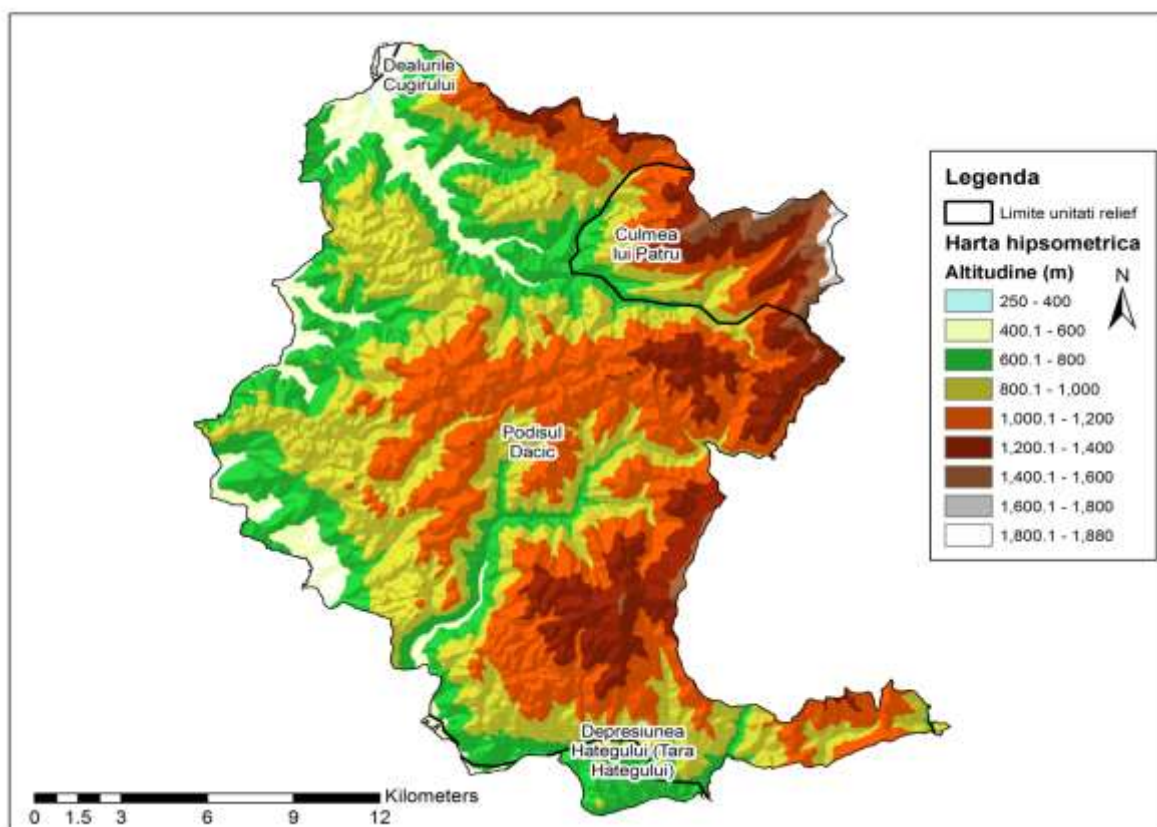 Dealurile
Cugirului
Culmea
lui Patru
Podisul
Dacic
Depresiunea
Hategului (Tara
Hategului)
Legenda
Limite unitati relief
Harta hipsometrica
Altitudine (m)
N
250 - 400
400.1 - 600
600.1 - 800
800.1 - 1,000
1,000.1 - 1,200
1,200.1 - 1,400
1,400.1 - 1,600
1,600.1 - 1,800
1,800.1 - 1,880
Kilometers
0 1.5 3 6 9 12